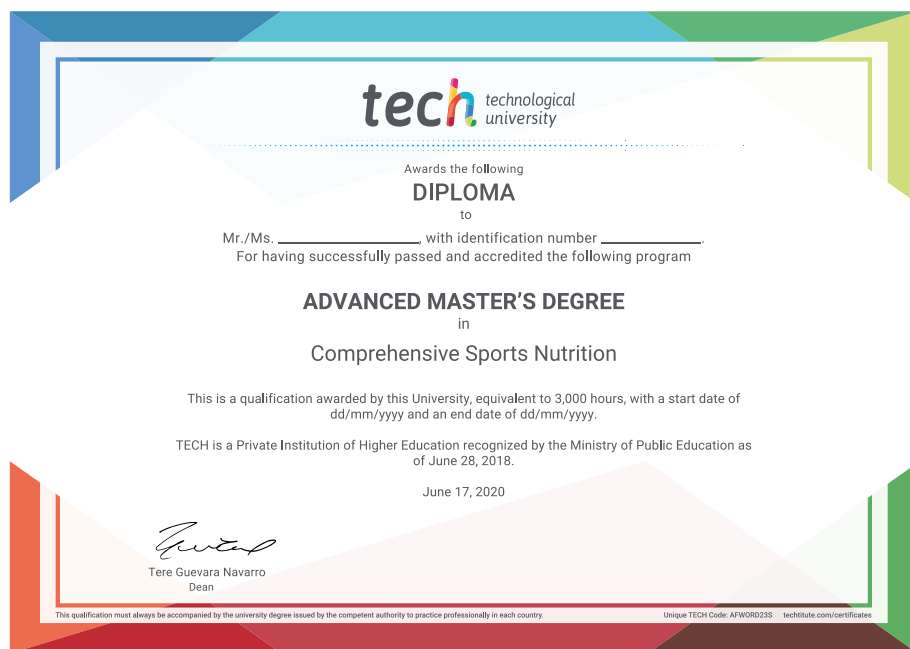 tech technological
university
Awards the following
DIPLOMA
to
Mr./Ms. ____________, with identification number ____________.
For having successfully passed and accredited the following program
ADVANCED MASTER'S DEGREE
in
Comprehensive Sports Nutrition
This is a qualification awarded by this University, equivalent to 3,000 hours, with a start date of
dd/mm/yyyy and an end date of dd/mm/yyyy.
TECH is a Private Institution of Higher Education recognized by the Ministry of Public Education as
of June 28, 2018.
June 17, 2020
Tere Guevara Navarro
Dean
This qualification must always be accompanied by the university degree issued by the competent authority to practice professionally in each country. Unique TECH Code: AFWORD23S techtitute.com/certificates